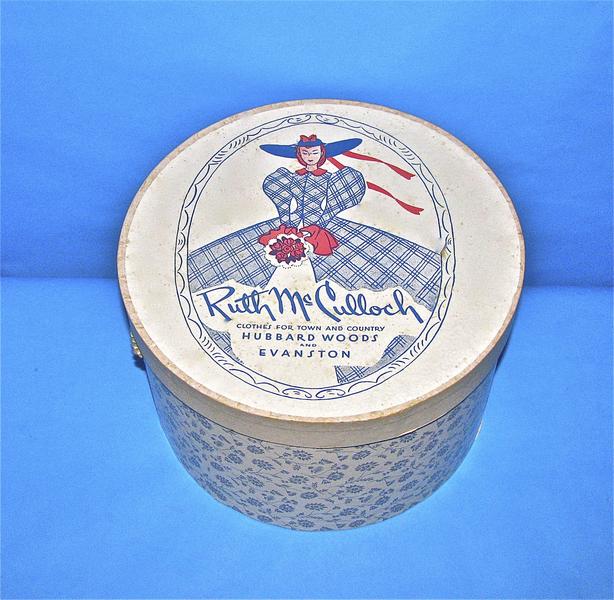 Ruth McCulloch
CLOTHES FOR TOWN AND COUNTRY
HUBBARD WOODS
AND
EVANSTON